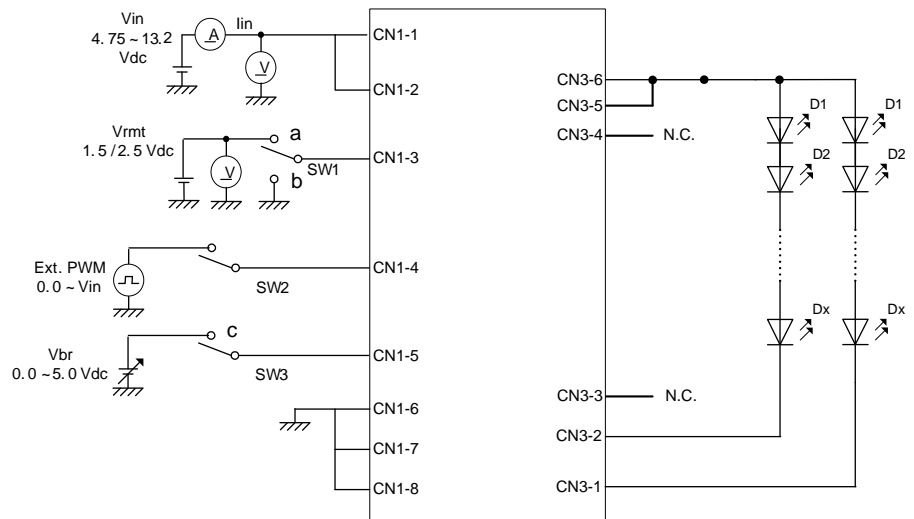 Vin
4.75~13.2
Vdc
A
Iin
V
CN1-1
CN1-2
Vrmt
1.5/2.5 Vdc
V
a
b
SW1
CN1-3
Ext. PWM
0.0~Vin
SW2
CN1-4
Vbr
0.0~5.0 Vdc
c
SW3
CN1-5
CN1-6
CN1-7
CN1-8
CN3-6
CN3-5
CN3-4
N.C.
D1
D1
D2
D2
Dx
Dx
CN3-3
N.C.
CN3-2
CN3-1